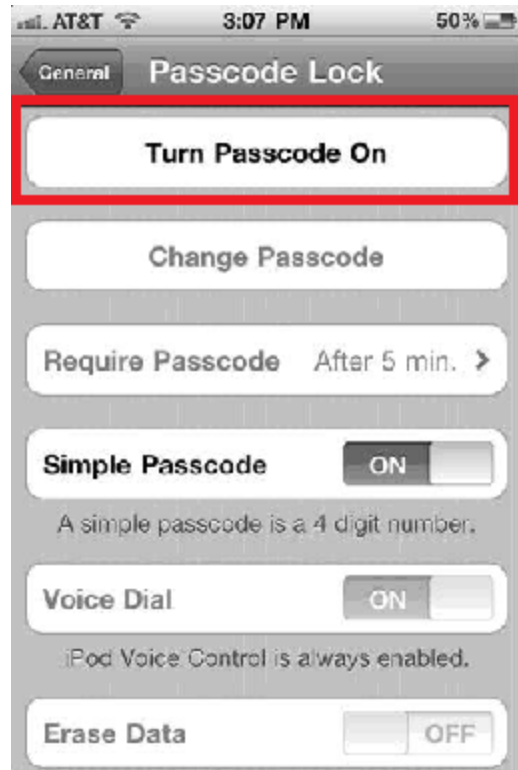 AT&T 3:07 PM 50%
General Passcode Lock
Turn Passcode On
Change Passcode
Require Passcode After 5 min.
Simple Passcode ON
A simple passcode is a 4 digit number.
Voice Dial ON
iPod Voice Control is always enabled.
Erase Data OFF